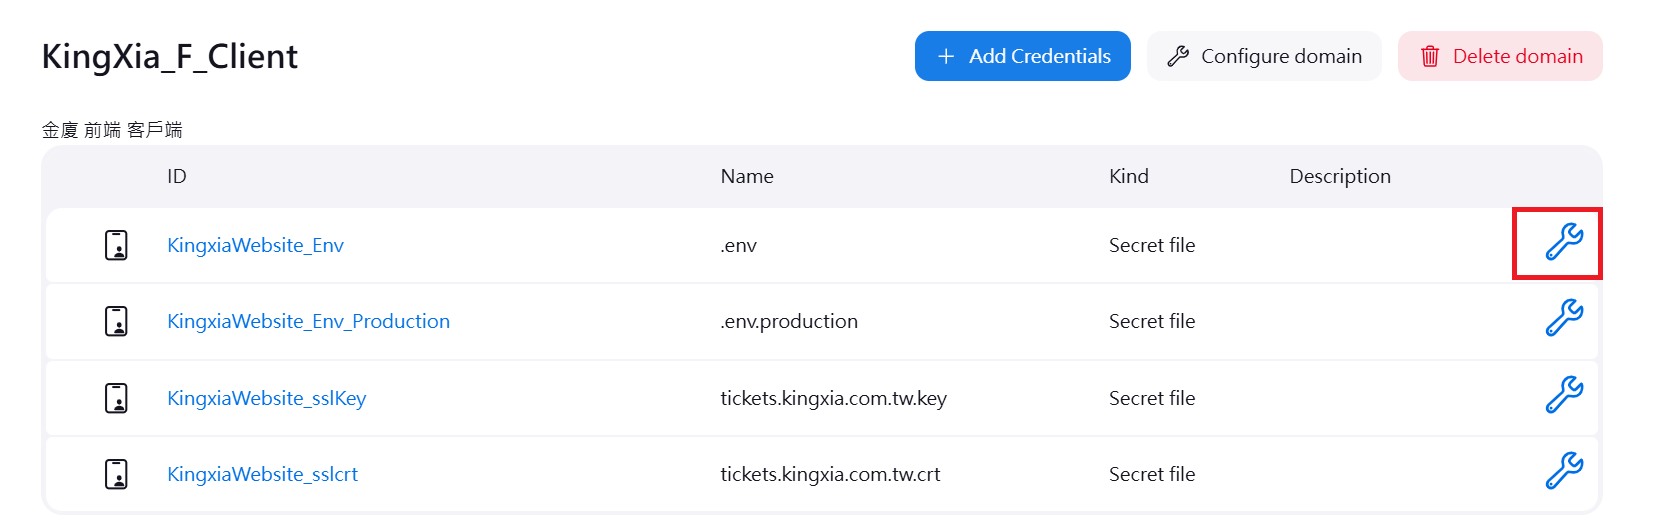 KingXia_F_Client
+ Add Credentials
Configure domain
Delete domain
金廈 前端 客戶端
ID Name Kind Description
KingxiaWebsite_Env .env Secret file
KingxiaWebsite_Env_Production .env.production Secret file
KingxiaWebsite_sslKey tickets.kingxia.com.tw.key Secret file
KingxiaWebsite_sslcrt tickets.kingxia.com.tw.crt Secret file